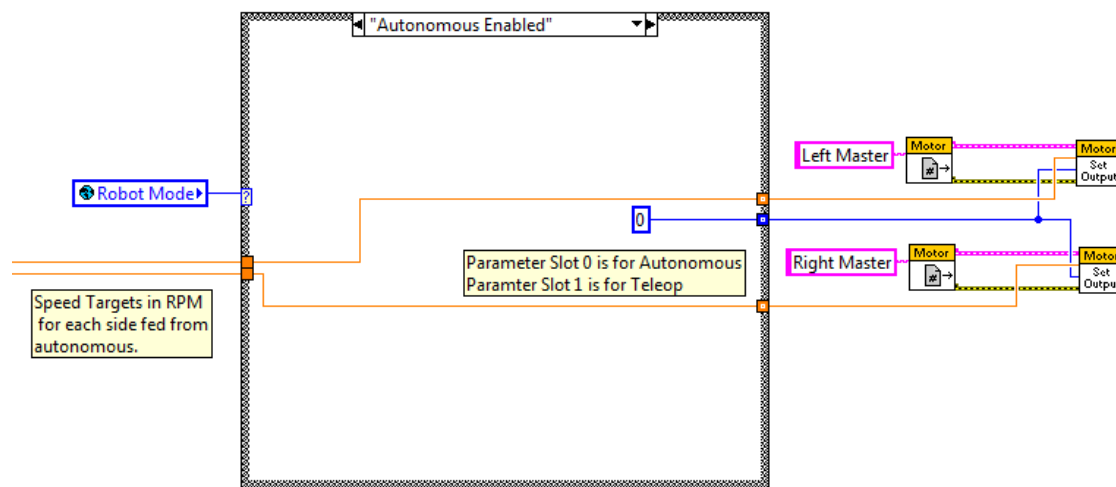 "Autonomous Enabled"
Robot Mode
?
Speed Targets in RPM
for each side fed from
autonomous.
0
Parameter Slot 0 is for Autonomous
Paramter Slot 1 is for Teleop
Left Master
Motor
#
Motor
Set
Output
Right Master
Motor
#
Motor
Set
Output